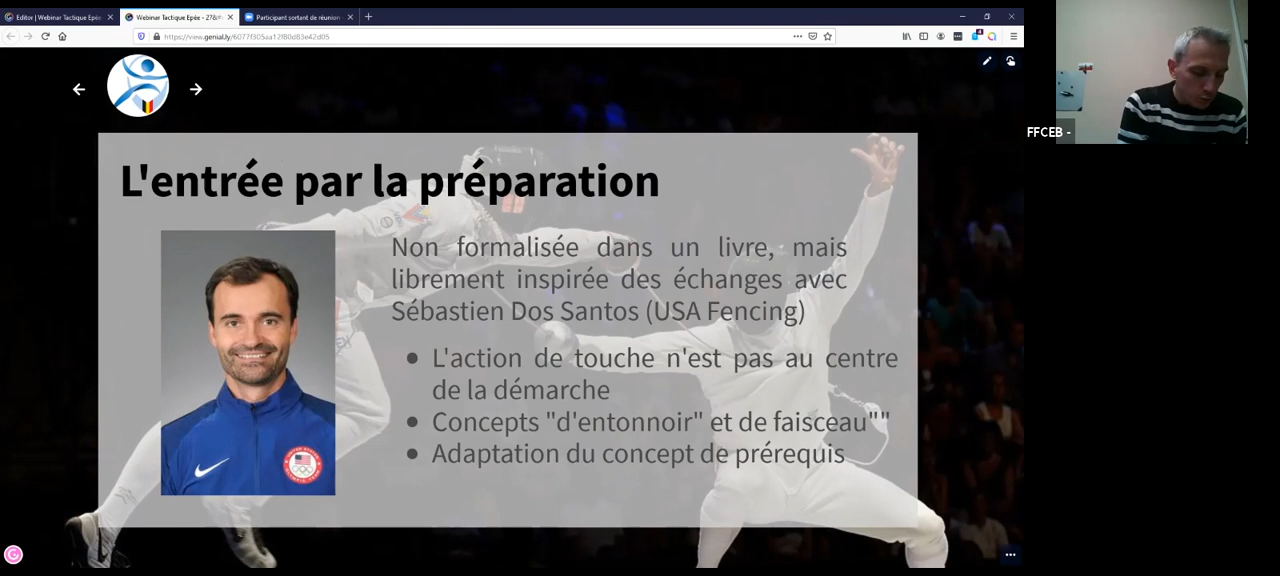 Editor | Webinar Tactique Epée
Webinar Tactique Epée - 27&#
Participant sortant de réunion
https://view.genial.ly/6077f305aa12f80d83e42d05
FFCEB -
L'entrée par la préparation
Non formalisée dans un livre, mais
librement inspirée des échanges avec
Sébastien Dos Santos (USA Fencing)
• L'action de touche n'est pas au centre
de la démarche
• Concepts "d'entonnoir" et de faisceau""
• Adaptation du concept de prérequis